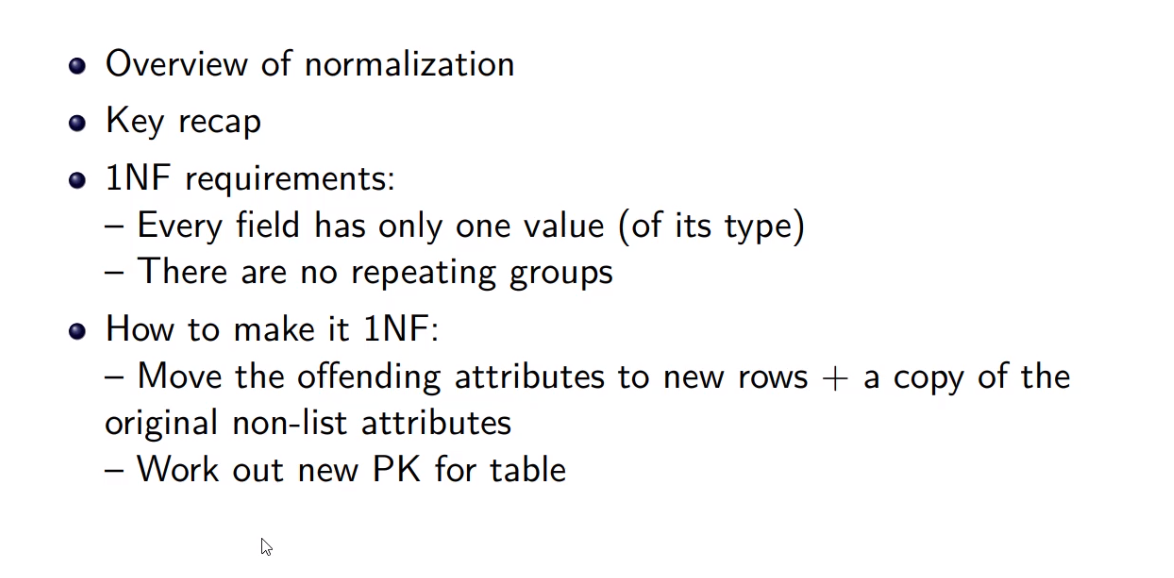 Overview of normalization
Key recap
1NF requirements:
– Every field has only one value (of its type)
– There are no repeating groups
How to make it 1NF:
– Move the offending attributes to new rows + a copy of the
original non-list attributes
– Work out new PK for table